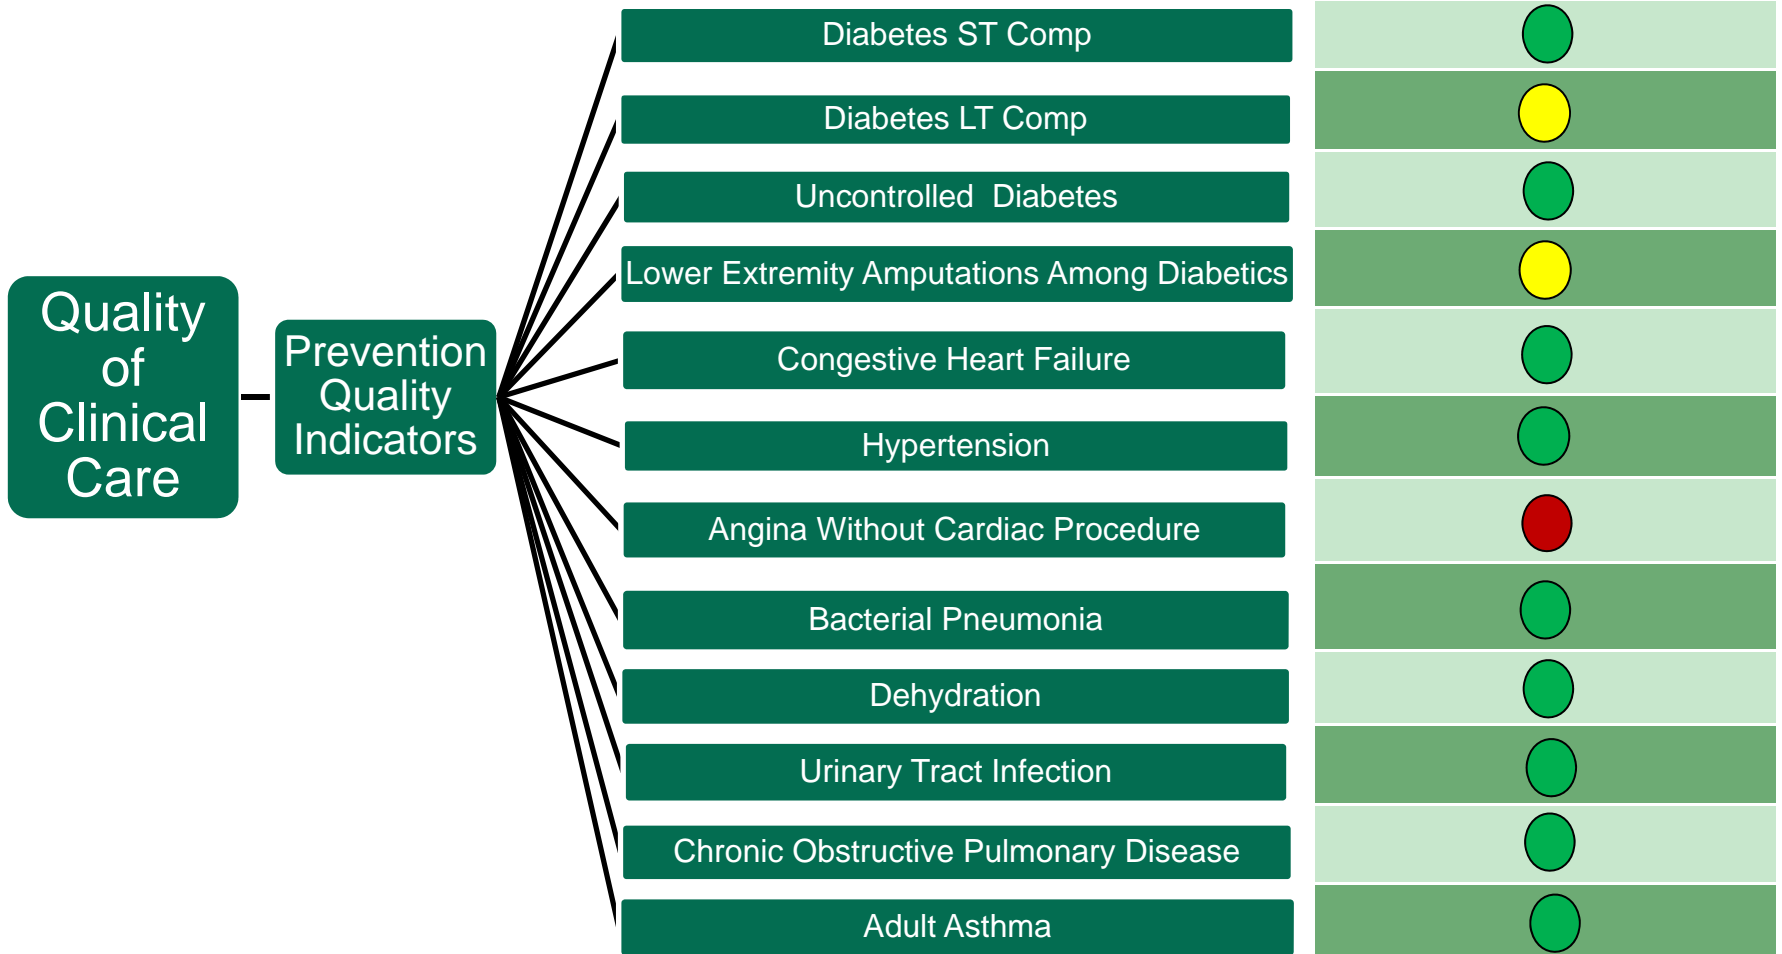 Quality
of
Clinical
Care
Prevention
Quality
Indicators
Diabetes ST Comp
Diabetes LT Comp
Uncontrolled  Diabetes
Lower Extremity Amputations Among Diabetics
Congestive Heart Failure
Hypertension
Angina Without Cardiac Procedure
Bacterial Pneumonia
Dehydration
Urinary Tract Infection
Chronic Obstructive Pulmonary Disease
Adult Asthma